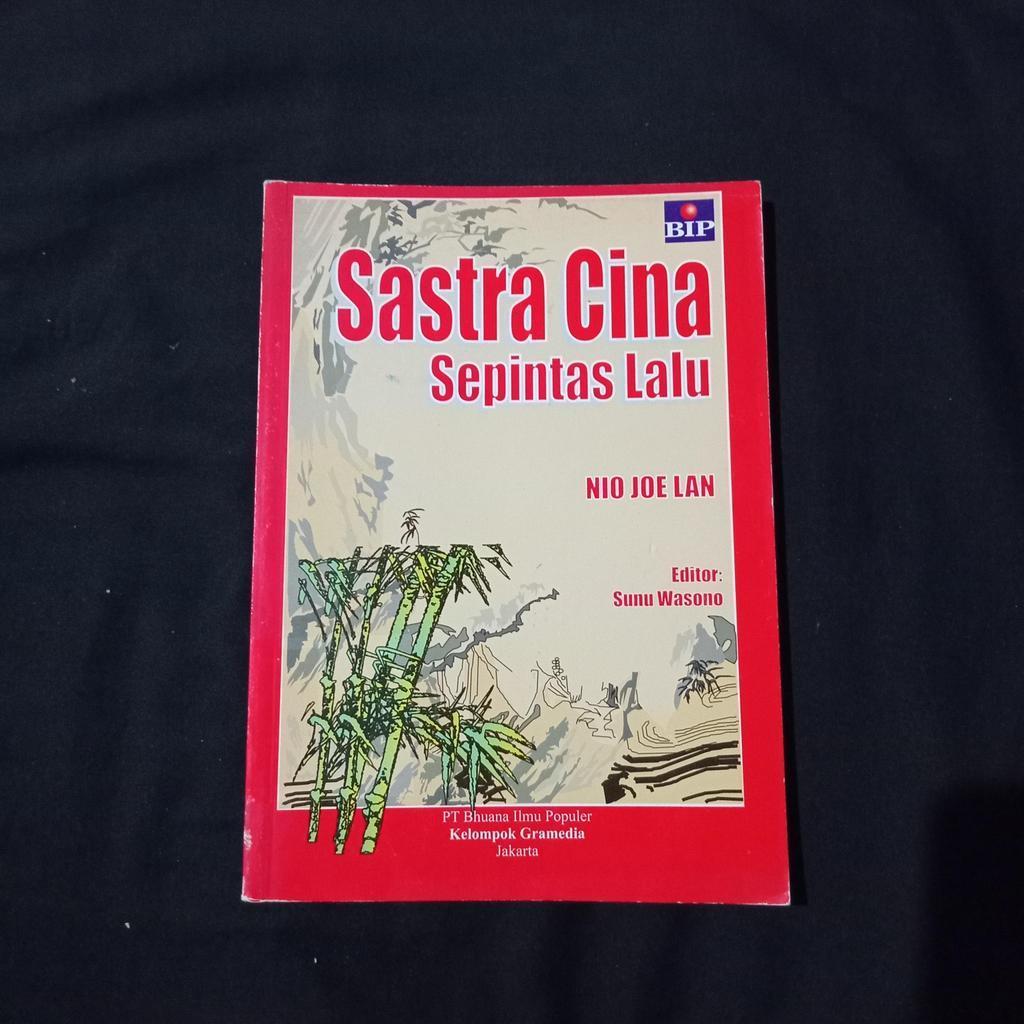 BIP
Sastra Cina
Sepintas Lalu
NIO JOE LAN
Editor:
Sunu Wasono
PT Bhuana Ilmu Populer
Kelompok Gramedia
Jakarta